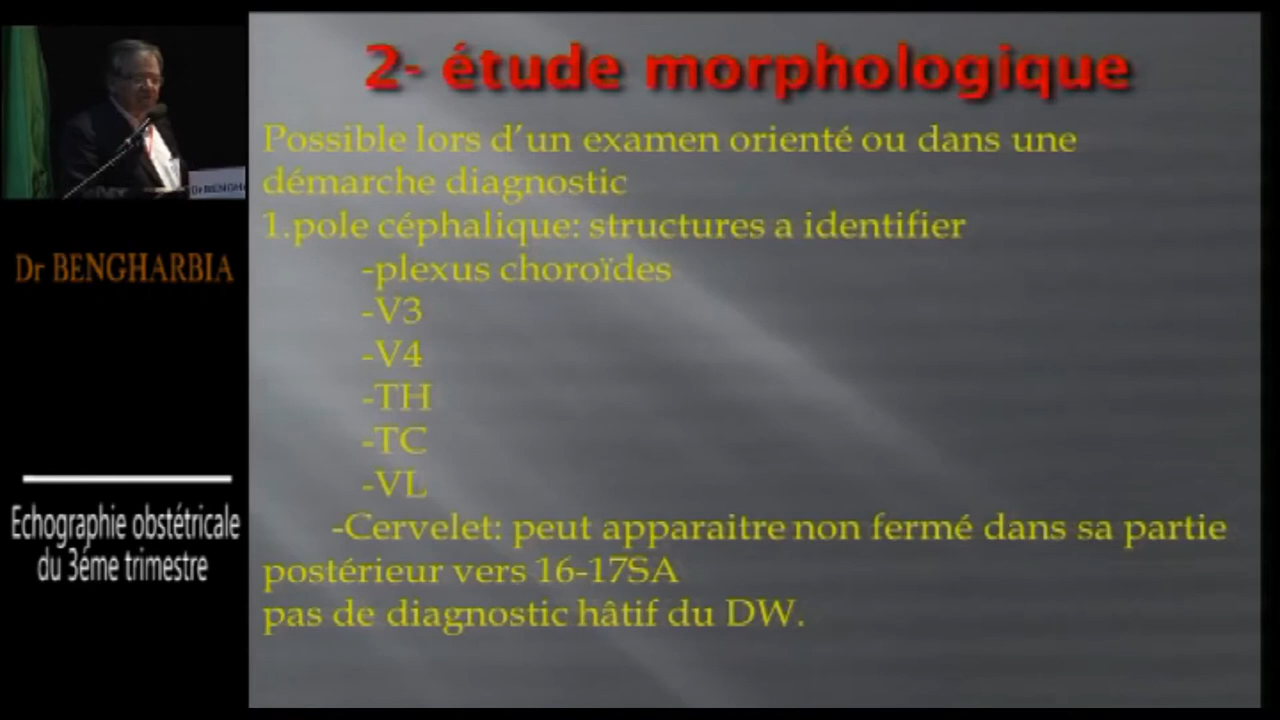 2- étude morphologique
Possible lors d'un examen orienté ou dans une
démarche diagnostic
1.pole céphalique: structures a identifier
-plexus choroïdes
-V3
-V4
-TH
-TC
-VL
-Cervelet: peut apparaitre non fermé dans sa partie
postérieur vers 16-17SA
pas de diagnostic hâtif du DW.
Dr BENGHARBIA
Echographie obstétricale
du 3éme trimestre